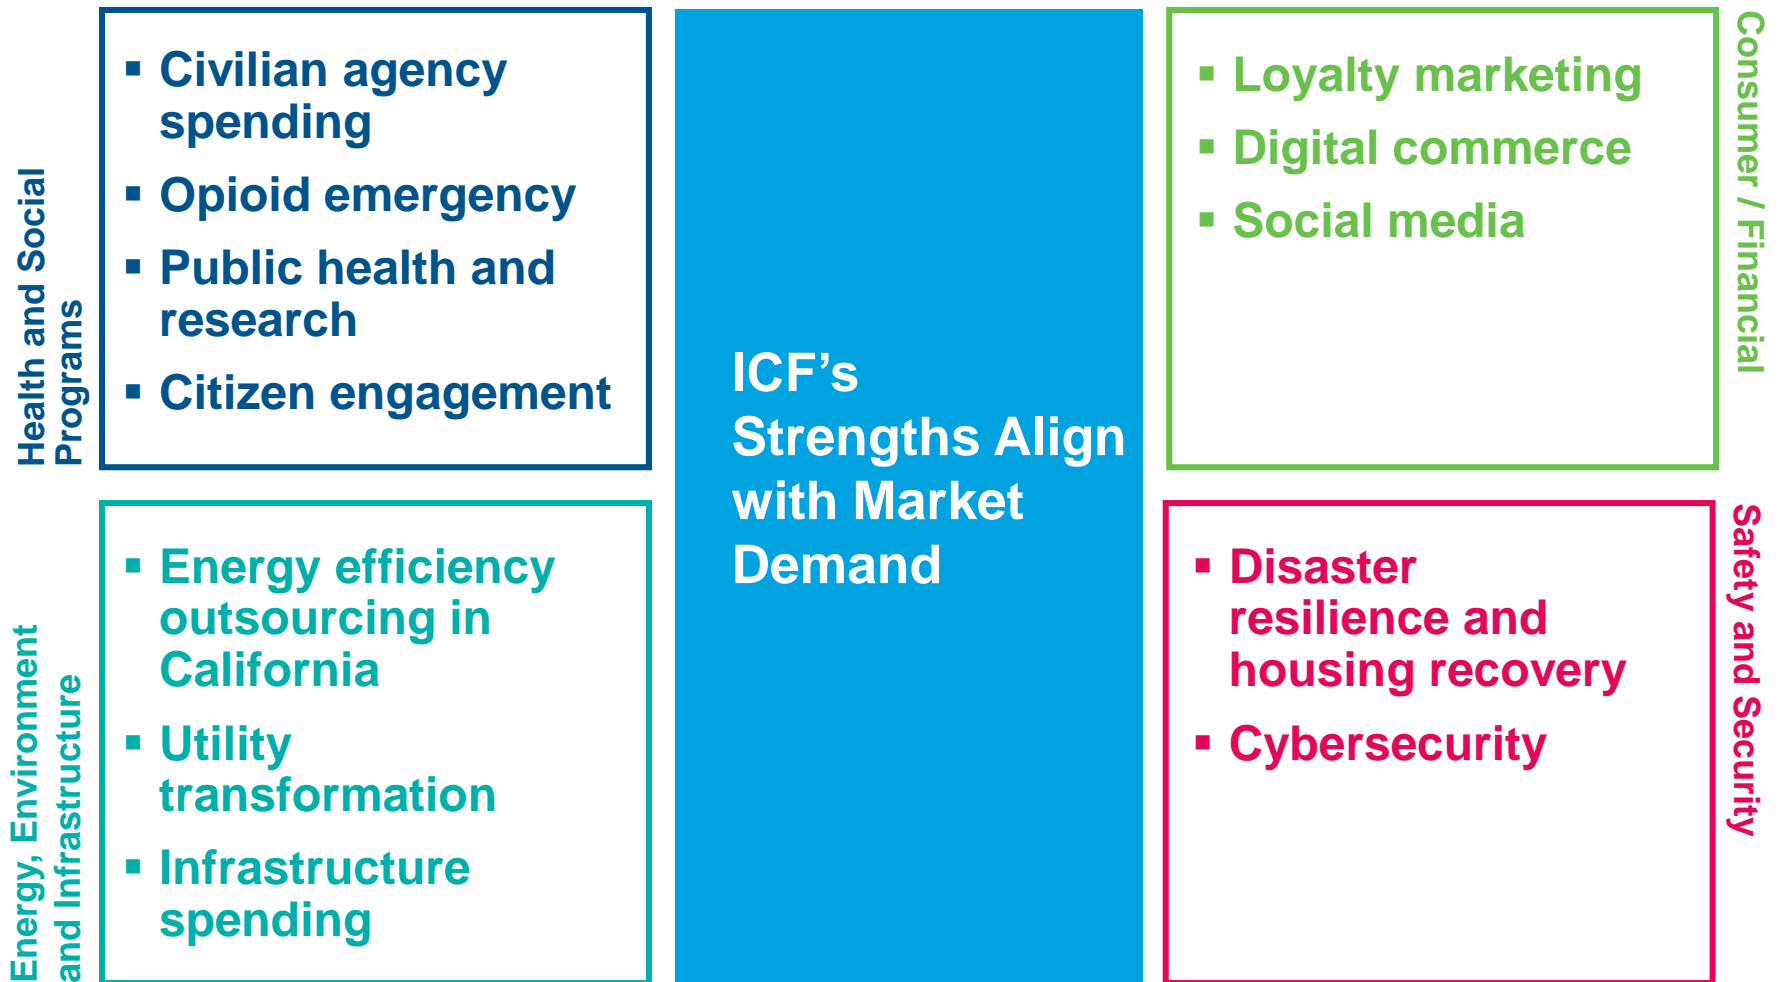 Health and Social
Programs
▪ Civilian agency
spending
▪ Opioid emergency
▪ Public health and
research
▪ Citizen engagement
Energy, Environment
and Infrastructure
▪ Energy efficiency
outsourcing in
California
▪ Utility
transformation
▪ Infrastructure
spending
ICF’s
Strengths Align
with Market
Demand
▪ Loyalty marketing
▪ Digital commerce
▪ Social media
Consumer / Financial
▪ Disaster
resilience and
housing recovery
▪ Cybersecurity
Safety and Security